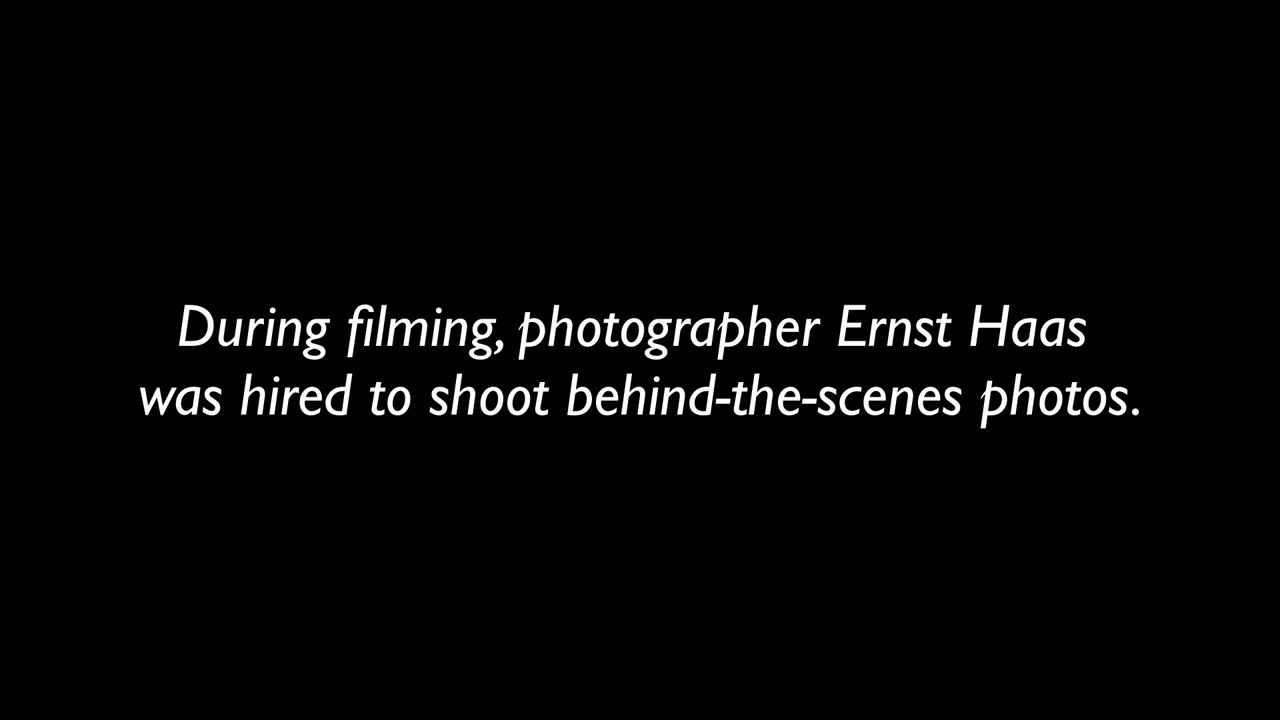 During filming, photographer Ernst Haas
was hired to shoot behind-the-scenes photos.